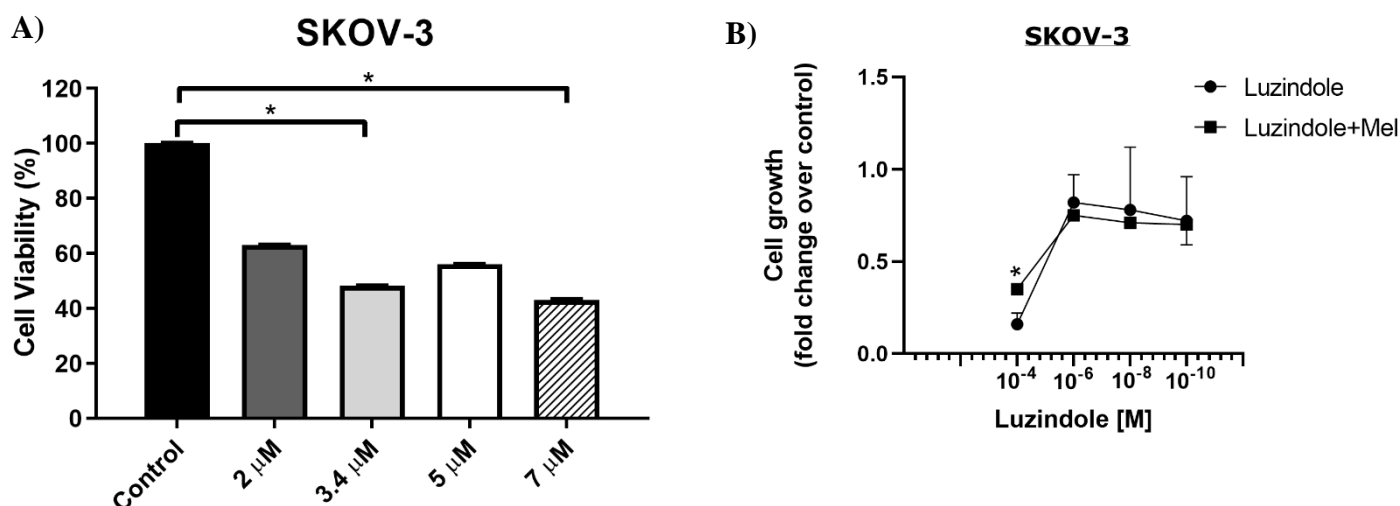 A)
SKOV-3
*
*
Cell Viability (%)
120
100
80
60
40
20
0
Control
2 μM
3.4 μM
5 μM
7 μM
B)
SKOV-3
Luzindole
Luzindole+Mel
Cell growth
(fold change over control)
1.5
1.0
0.5
0.0
*
10⁻⁴ 10⁻⁶ 10⁻⁸ 10⁻¹⁰
Luzindole [M]